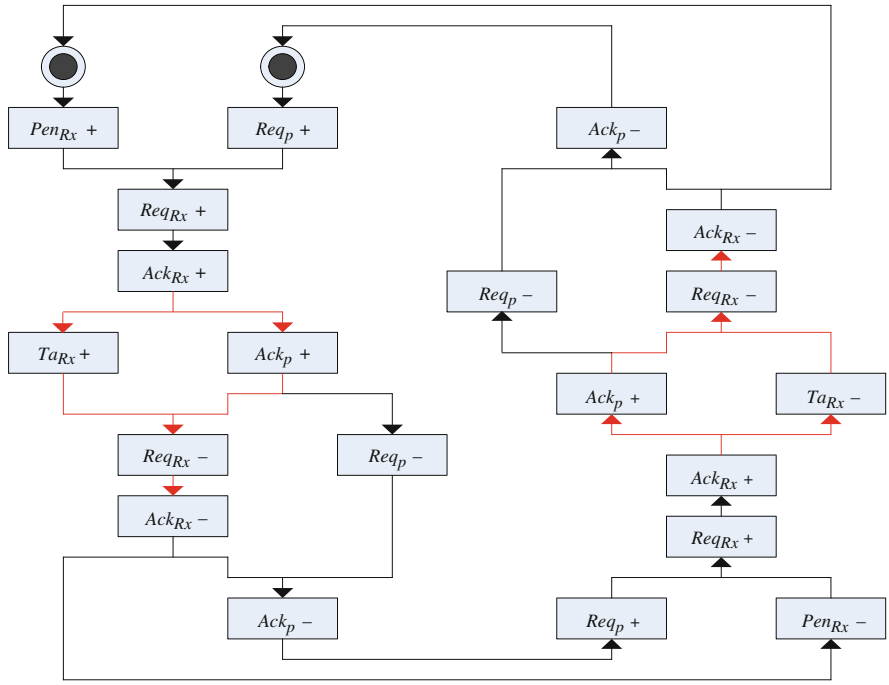 Pen_Rx + Req_p + Ack_p –
Req_Rx + Ack_Rx –
Ack_Rx + Req_p – Req_Rx –
Ta_Rx + Ack_p + Ack_p + Ta_Rx –
Req_Rx – Req_p – Ack_Rx +
Ack_Rx – Req_Rx +
Ack_p – Req_p + Pen_Rx –